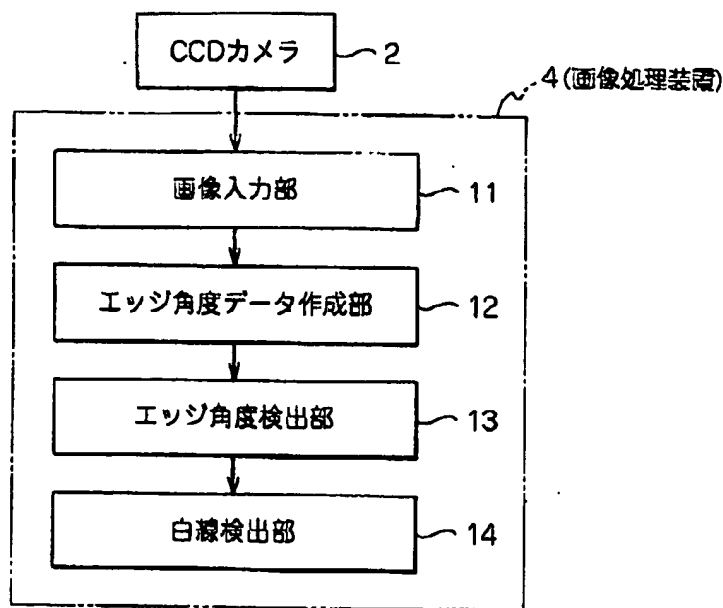 CCDカメラ 2
4(画像処理装置)
画像入力部 11
エッジ角度データ作成部 12
エッジ角度検出部 13
白線検出部 14